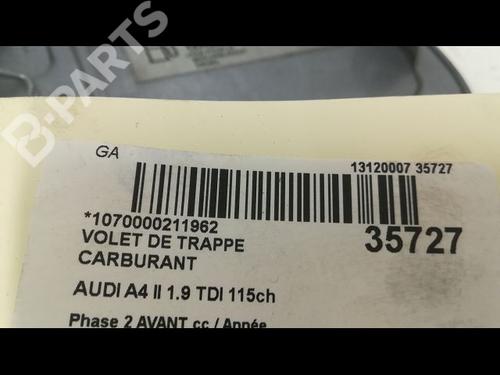 GA
13120007 35727
*1070000211962
35727
VOLET DE TRAPPE
CARBURANT
AUDI A4 II 1.9 TDI 115ch
Phase 2 AVANT cc / Année
B-PARTS